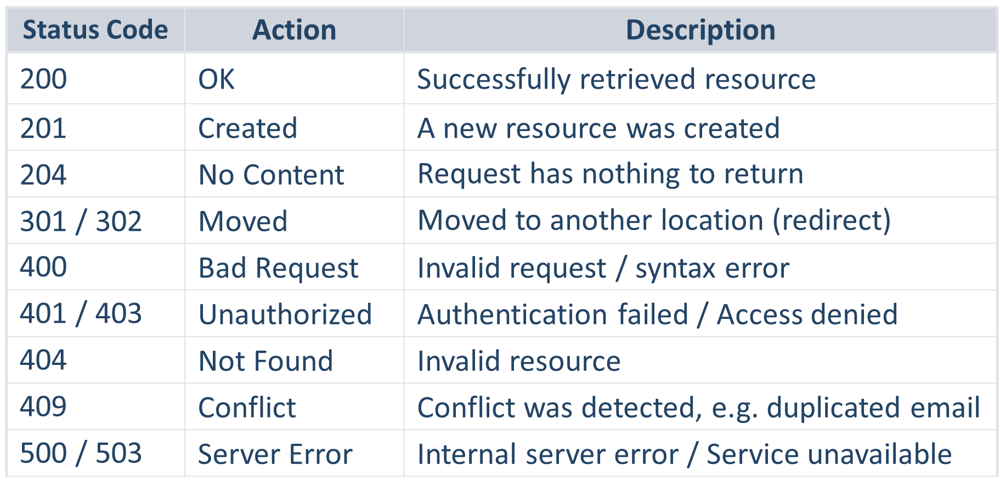 Status Code Action Description
200 OK Successfully retrieved resource
201 Created A new resource was created
204 No Content Request has nothing to return
301 / 302 Moved Moved to another location (redirect)
400 Bad Request Invalid request / syntax error
401 / 403 Unauthorized Authentication failed / Access denied
404 Not Found Invalid resource
409 Conflict Conflict was detected, e.g. duplicated email
500 / 503 Server Error Internal server error / Service unavailable